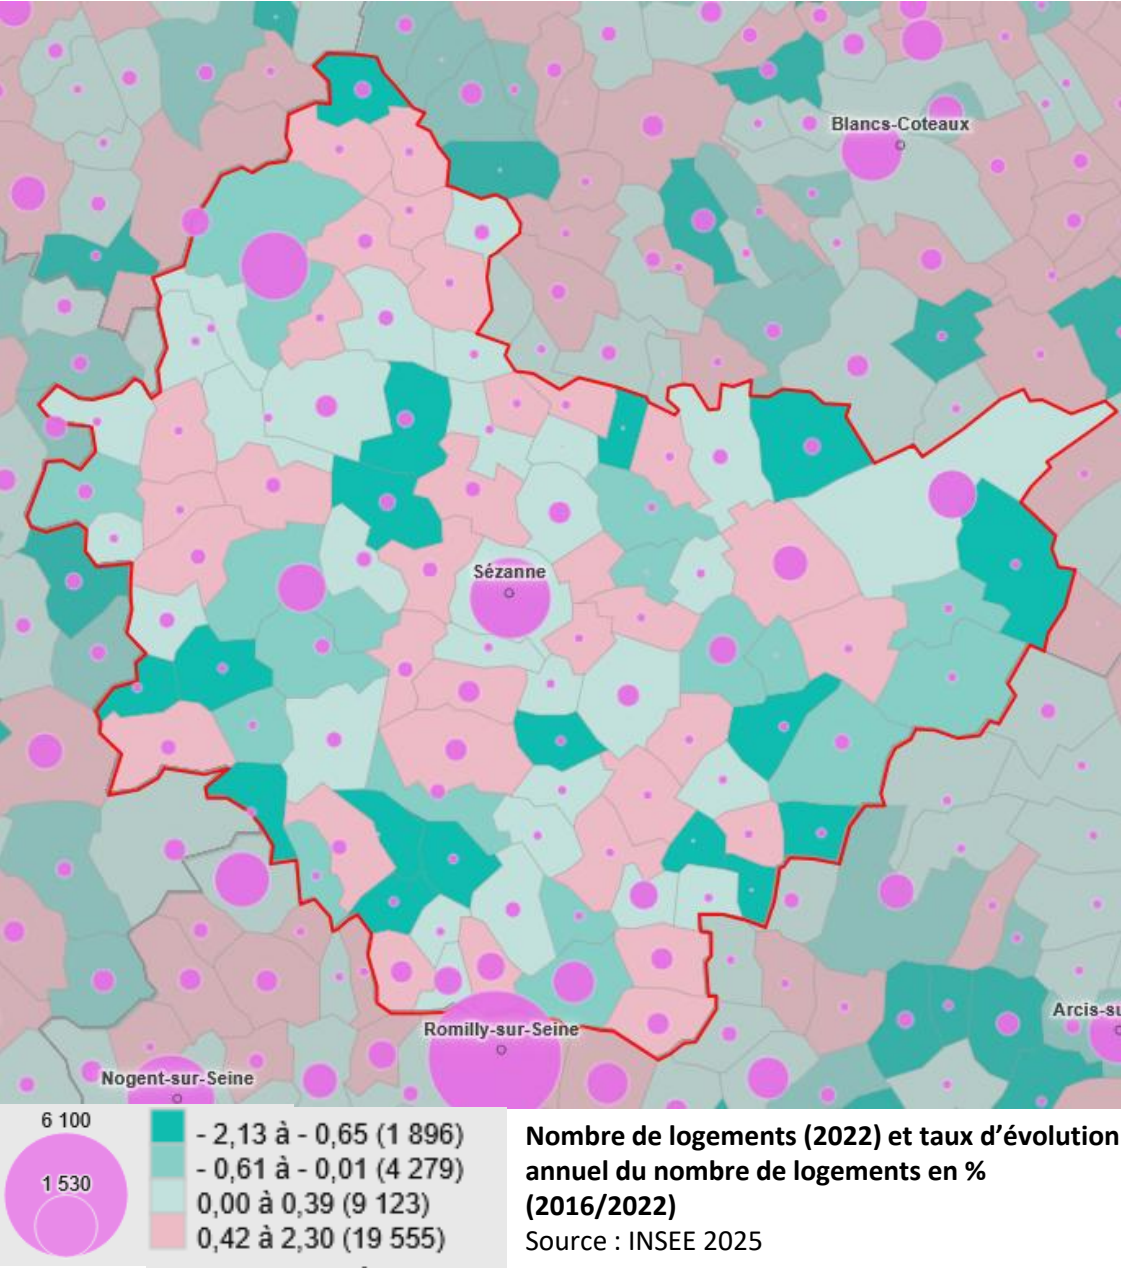 Blancs-Coteaux
Sézanne
Romilly-sur-Seine
Arcis-su
Nogent-sur-Seine
6 100
1 530
- 2,13 à - 0,65 (1 896)
- 0,61 à - 0,01 (4 279)
0,00 à 0,39 (9 123)
0,42 à 2,30 (19 555)
Nombre de logements (2022) et taux d’évolution
annuel du nombre de logements en %
(2016/2022)
Source : INSEE 2025